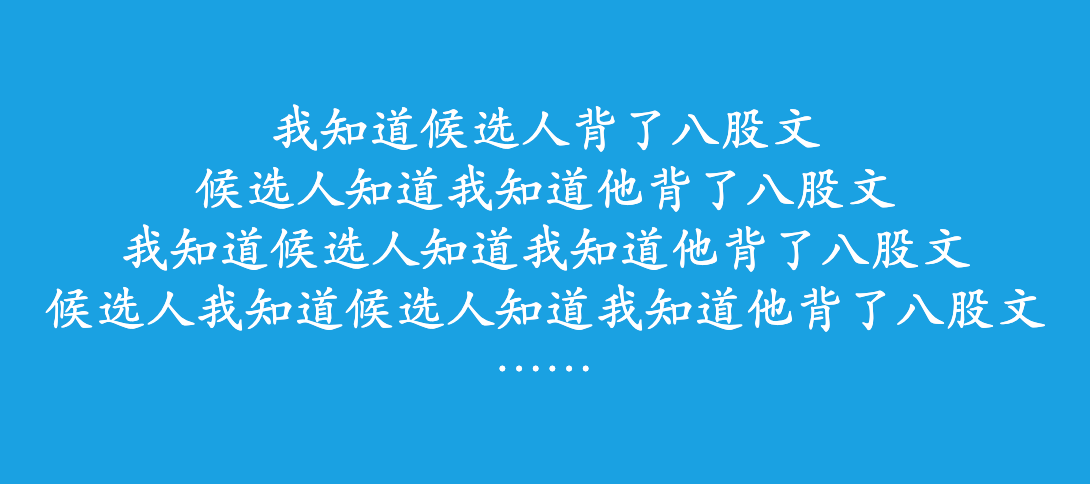 我知道候选人背了八股文
候选人知道我知道他背了八股文
我知道候选人知道我知道他背了八股文
候选人我知道候选人知道我知道他背了八股文
……